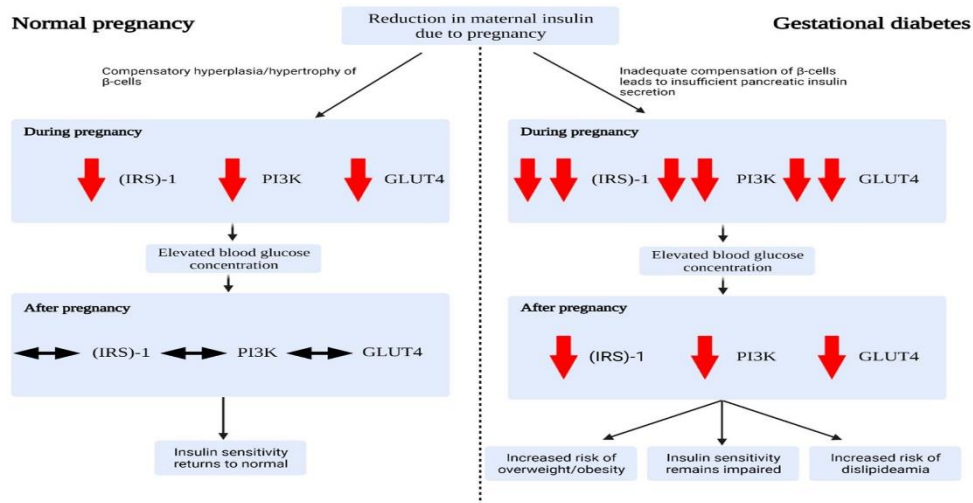 Normal pregnancy
Reduction in maternal insulin
due to pregnancy
Gestational diabetes
Compensatory hyperplasia/hypertrophy of
β-cells
Inadequate compensation of β-cells
leads to insufficient pancreatic insulin
secretion
During pregnancy
(IRS)-1 PI3K GLUT4
Elevated blood glucose
concentration
After pregnancy
(IRS)-1 PI3K GLUT4
Insulin sensitivity
returns to normal
During pregnancy
(IRS)-1 PI3K GLUT4
Elevated blood glucose
concentration
After pregnancy
(IRS)-1 PI3K GLUT4
Increased risk of
overweight/obesity
Insulin sensitivity
remains impaired
Increased risk of
dislipideamia